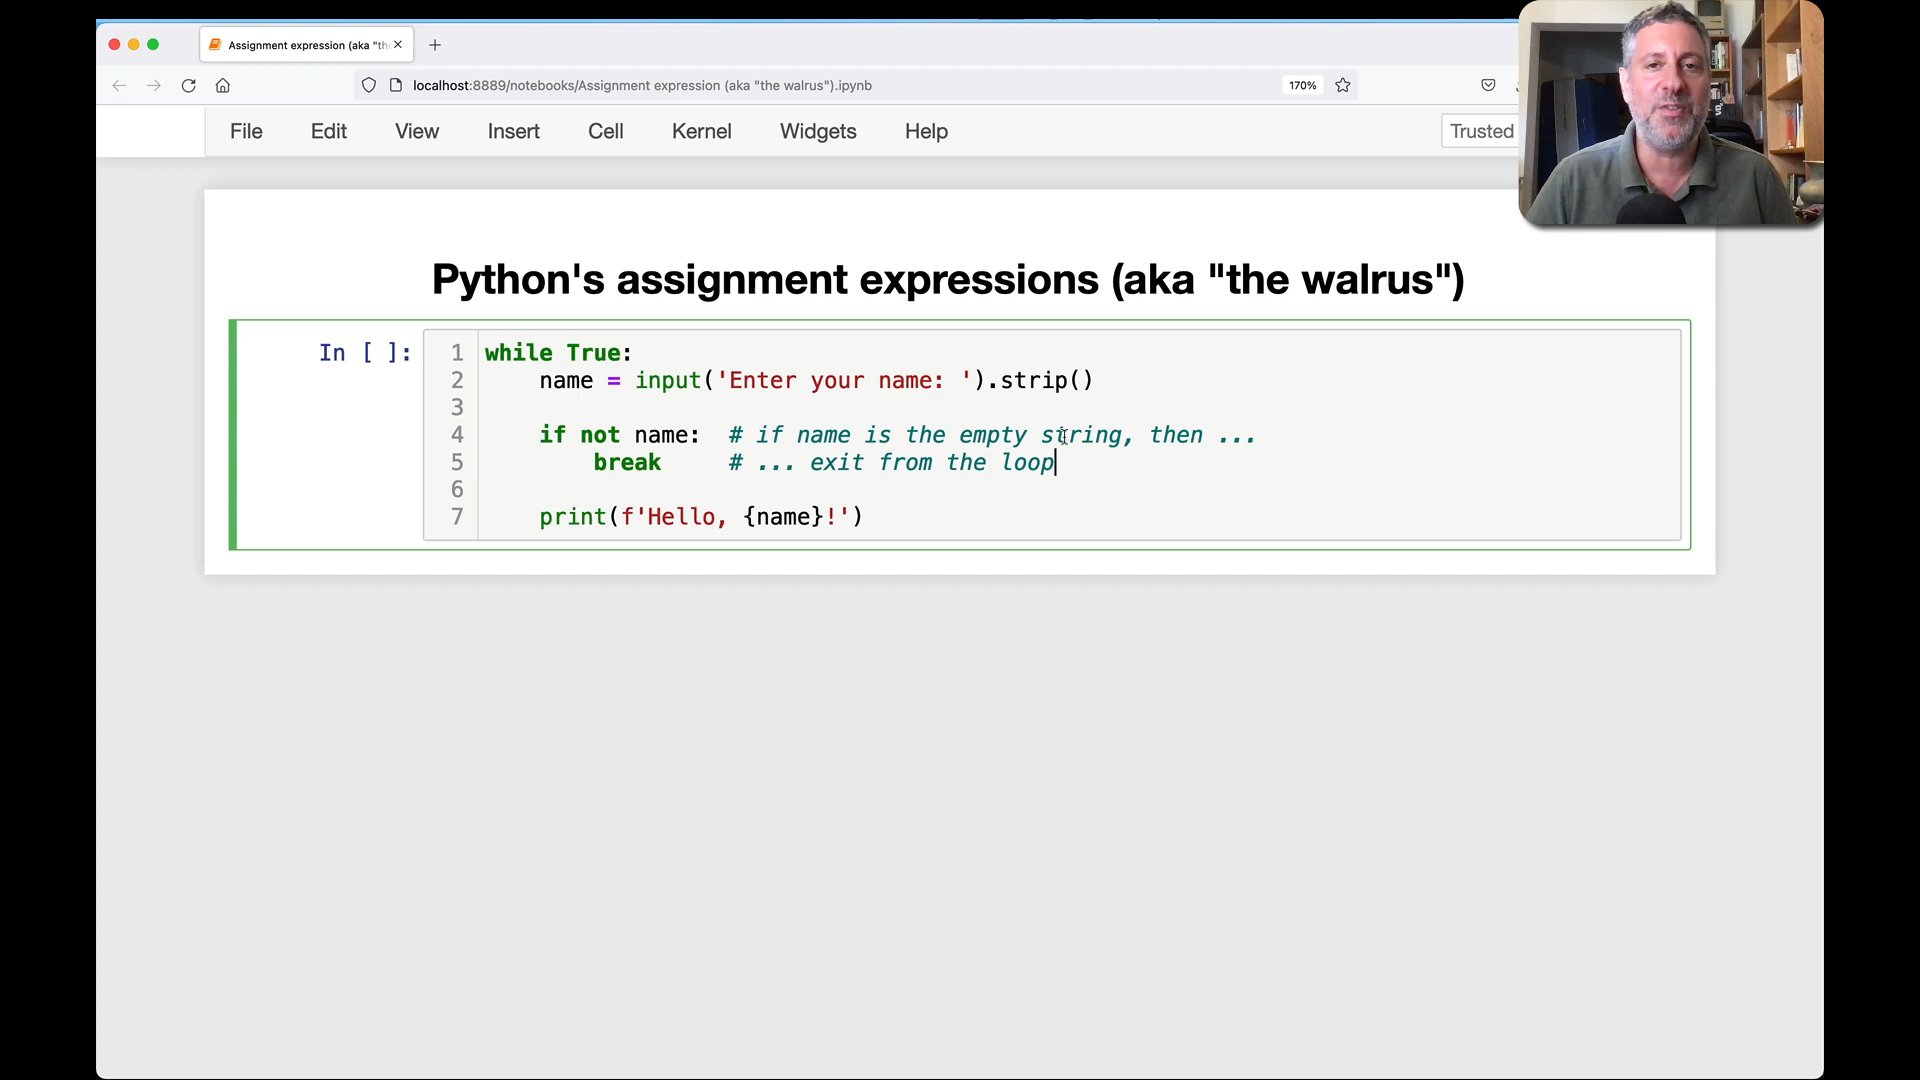 Assignment expression (aka "th
localhost:8889/notebooks/Assignment expression (aka "the walrus").ipynb
170%
File Edit View Insert Cell Kernel Widgets Help
Trusted
Python's assignment expressions (aka "the walrus")
In [ ]:
1 while True:
2     name = input('Enter your name: ').strip()
3
4     if not name:  # if name is the empty string, then ...
5         break     # ... exit from the loop
6
7     print(f'Hello, {name}!')